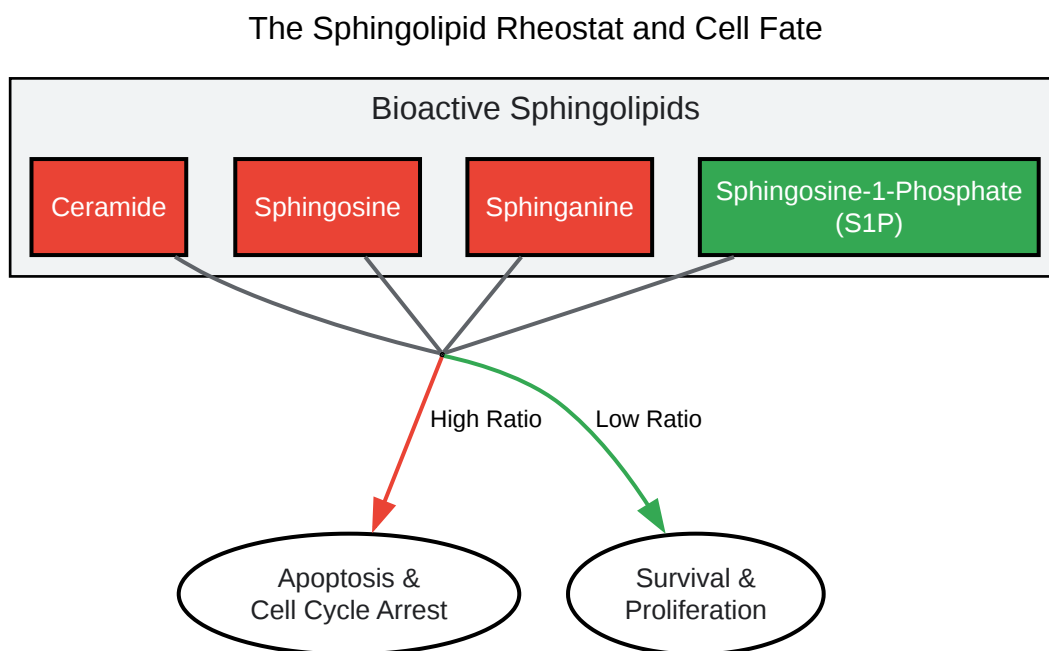 The Sphingolipid Rheostat and Cell Fate
Bioactive Sphingolipids
Ceramide
Sphingosine
Sphinganine
Sphingosine-1-Phosphate
(S1P)
High Ratio
Low Ratio
Apoptosis &
Cell Cycle Arrest
Survival &
Proliferation